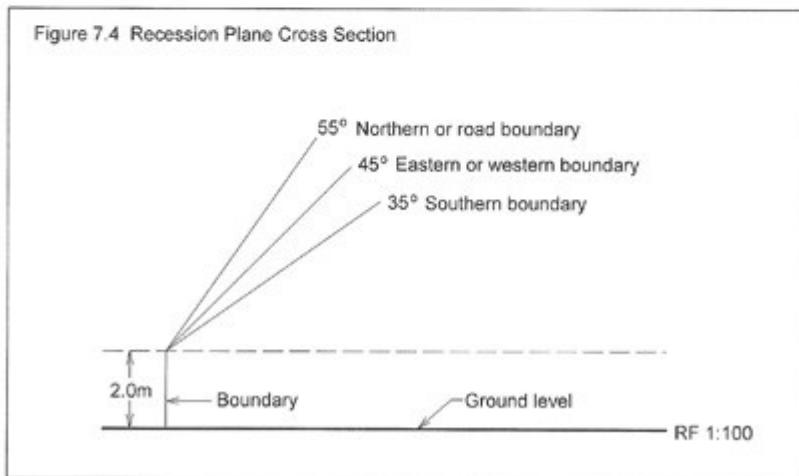 Figure 7.4 Recession Plane Cross Section
55° Northern or road boundary
45° Eastern or western boundary
35° Southern boundary
2.0m
Boundary
Ground level
RF 1:100